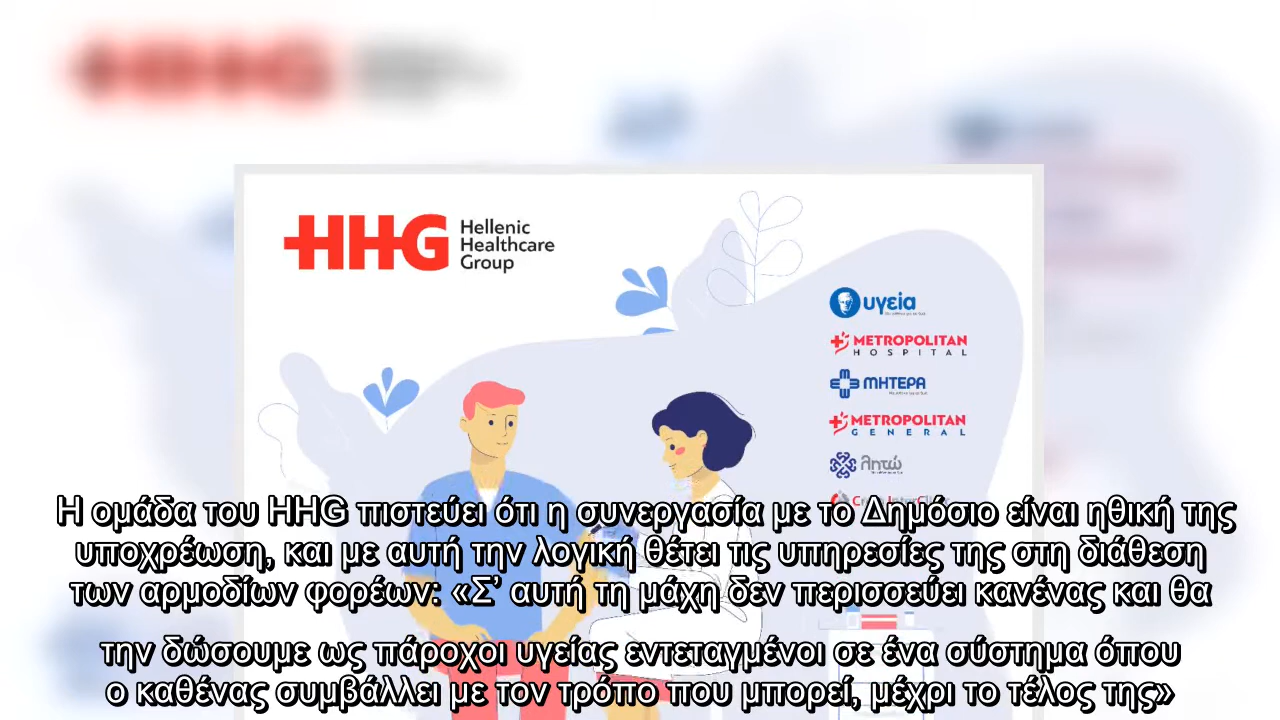 HHG
Hellenic
Healthcare
Group
υγεία
METROPOLITAN
HOSPITAL
ΜΗΤΕΡΑ
METROPOLITAN
GENERAL
λητώ
Η ομάδα του HHG πιστεύει ότι η συνεργασία με το Δημόσιο είναι ηθική της
υποχρέωση, και με αυτή την λογική θέτει τις υπηρεσίες της στη διάθεση
των αρμοδίων φορέων: «Σ’ αυτή τη μάχη δεν περισσεύει κανένας και θα
την δώσουμε ως πάροχοι υγείας εντεταγμένοι σε ένα σύστημα όπου
ο καθένας συμβάλλει με τον τρόπο που μπορεί, μέχρι το τέλος της»